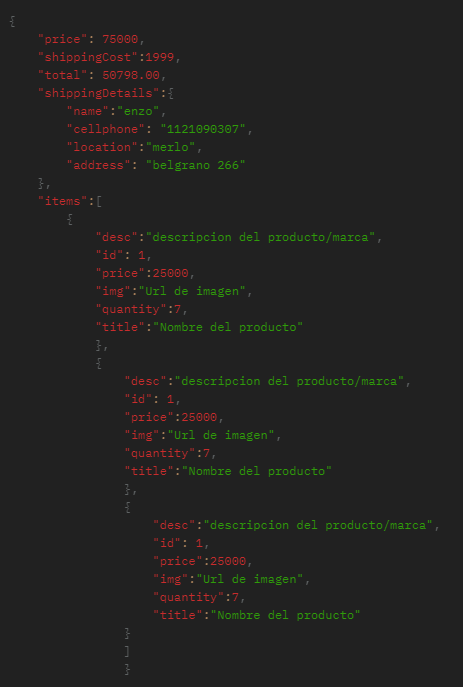 {
    "price": 75000,
    "shippingCost":1999,
    "total": 50798.00,
    "shippingDetails":{
        "name":"enzo",
        "cellphone": "1121090307",
        "location":"merlo",
        "address": "belgrano 266"
    },
    "items":[
        {
            "desc":"descripcion del producto/marca",
            "id": 1,
            "price":25000,
            "img":"Url de imagen",
            "quantity":7,
            "title":"Nombre del producto"
            },
            {
                "desc":"descripcion del producto/marca",
                "id": 1,
                "price":25000,
                "img":"Url de imagen",
                "quantity":7,
                "title":"Nombre del producto"
                },
                {
                    "desc":"descripcion del producto/marca",
                    "id": 1,
                    "price":25000,
                    "img":"Url de imagen",
                    "quantity":7,
                    "title":"Nombre del producto"
                }
                ]
                }